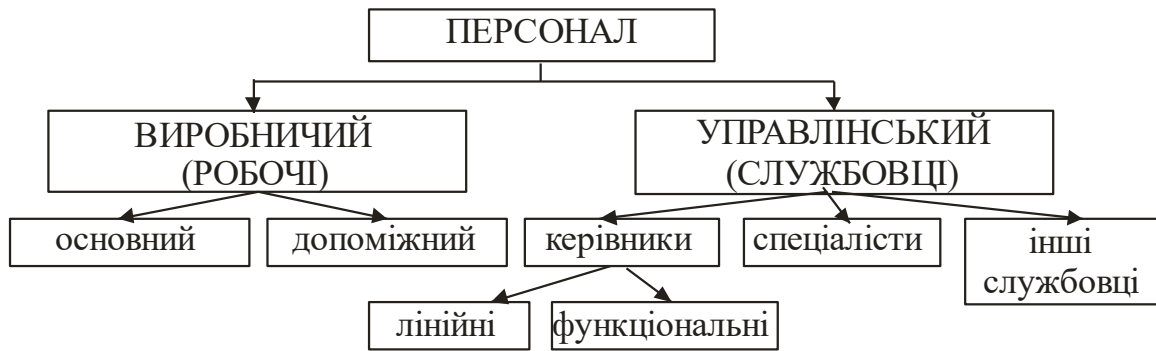 ПЕРСОНАЛ
ВИРОБНИЧИЙ
(РОБОЧІ)
УПРАВЛІНСЬКИЙ
(СЛУЖБОВЦІ)
основний
допоміжний
керівники
спеціалісти
інші
службовці
лінійні
функціональні